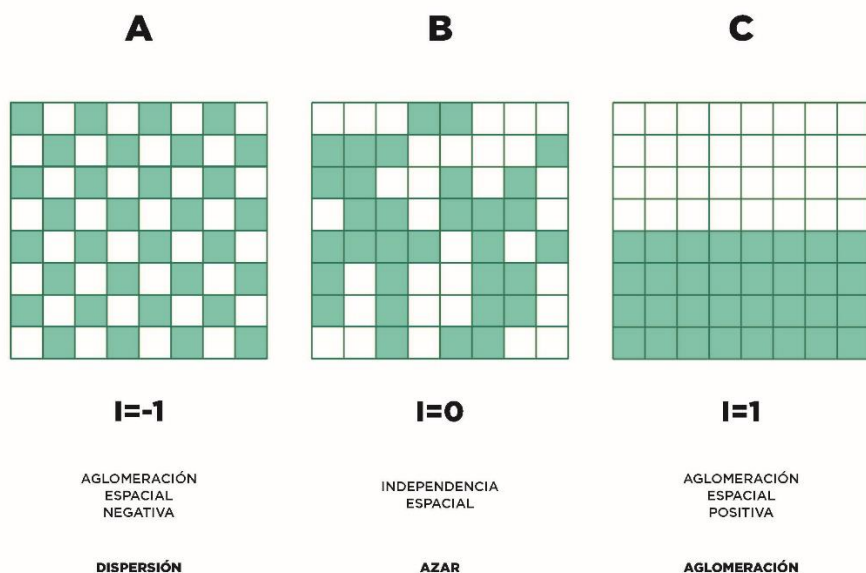 A
B
C
I=-1
I=0
I=1
AGLOMERACIÓN
ESPACIAL
NEGATIVA
INDEPENDENCIA
ESPACIAL
AGLOMERACIÓN
ESPACIAL
POSITIVA
DISPERSIÓN
AZAR
AGLOMERACIÓN